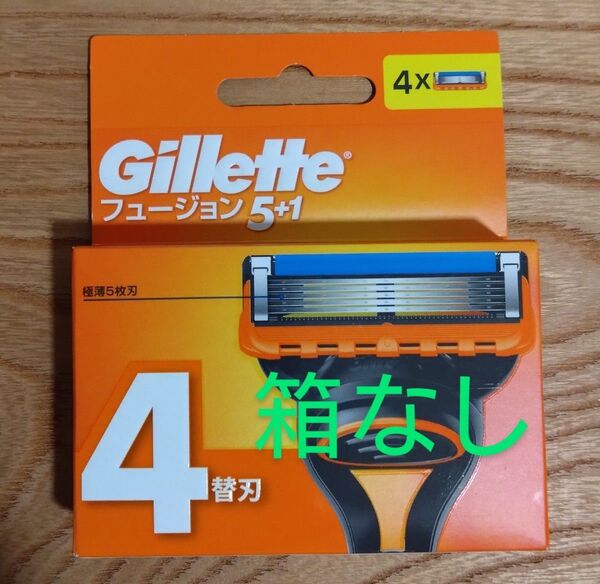 4x
Gillette®
フュージョン 5+1
極薄5枚刃
箱なし
4替刃